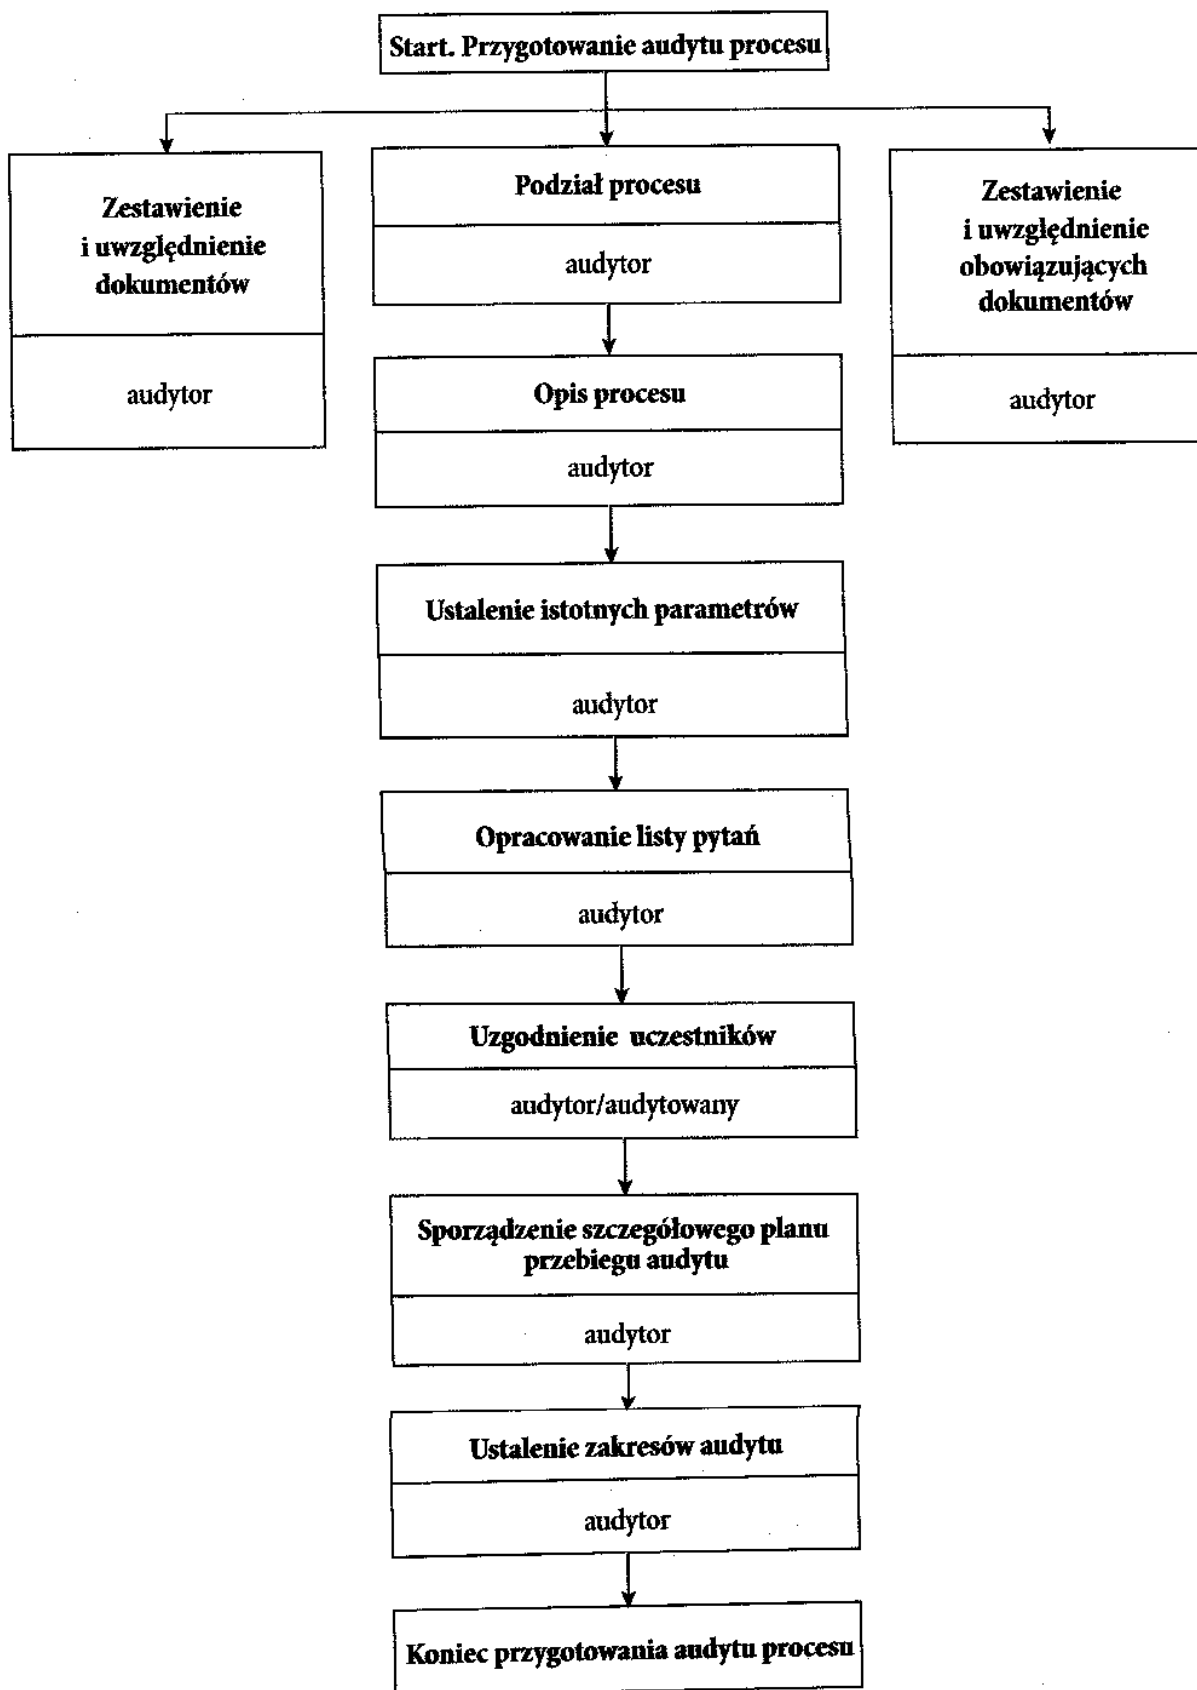 Start. Przygotowanie audytu procesu
Zestawienie
i uwzględnienie
dokumentów
audytor
Podział procesu
audytor
Zestawienie
i uwzględnienie
obowiązujących
dokumentów
audytor
Opis procesu
audytor
Ustalenie istotnych parametrów
audytor
Opracowanie listy pytań
audytor
Uzgodnienie uczestników
audytor/audytowany
Sporządzenie szczegółowego planu
przebiegu audytu
audytor
Ustalenie zakresów audytu
audytor
Koniec przygotowania audytu procesu